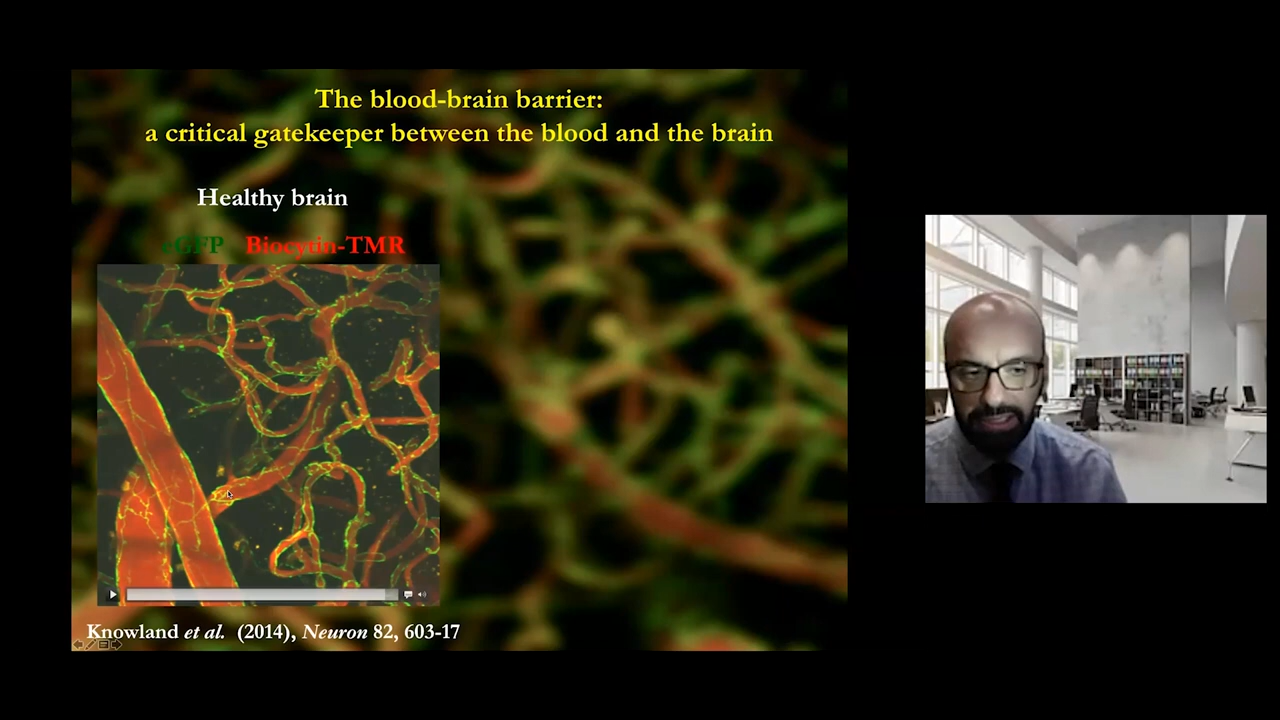 The blood-brain barrier:
a critical gatekeeper between the blood and the brain
Healthy brain
eGFP Biocytin-TMR
Knowland et al. (2014), Neuron 82, 603-17